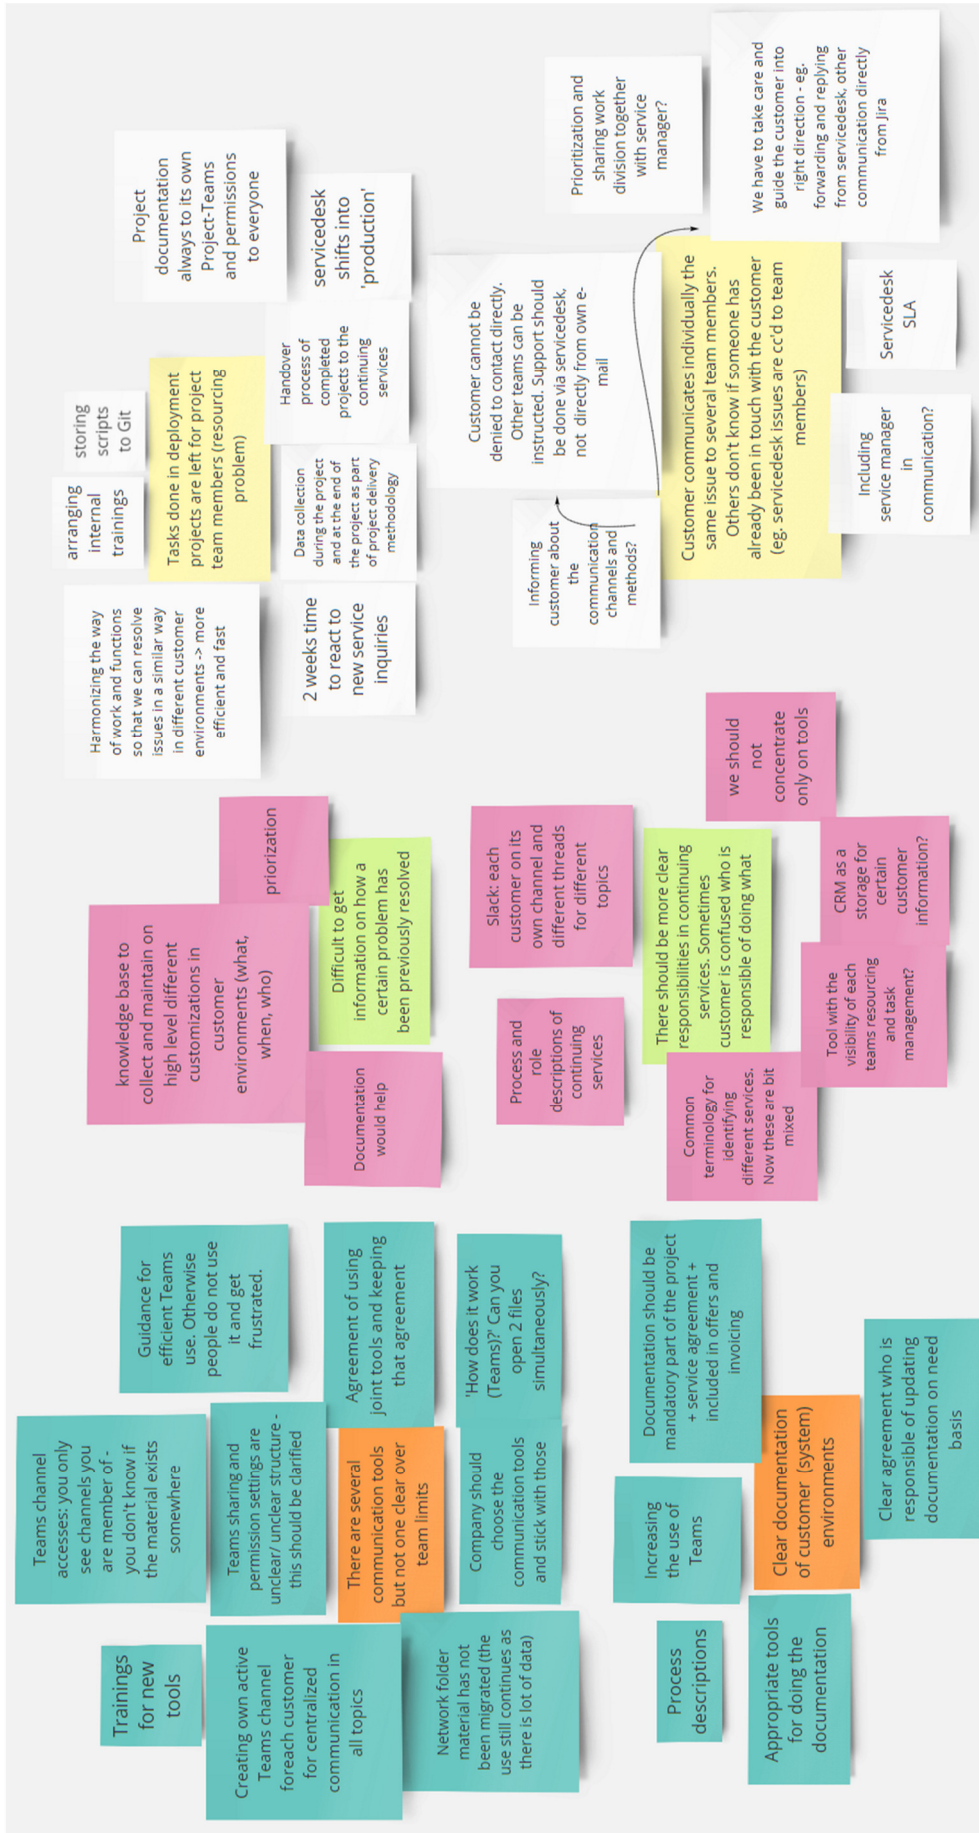 Teams channel
accesses: you only
see channels you
are member of -
you don't know if
the material exists
somewhere
Guidance for
efficient Teams
use. Otherwise
people do not use
it and get
frustrated.
Trainings
for new
tools
Teams sharing and
permission settings are
unclear/ unclear structure -
this should be clarified
Creating own active
Teams channel
foreach customer
for centralized
communication in
all topics
There are several
communication tools
but not one clear over
team limits
Agreement of using
joint tools and keeping
that agreement
Network folder
material has not
been migrated (the
use still continues as
there is lot of data)
Company should
choose the
communication tools
and stick with those
'How does it work
(Teams)? Can you
open 2 files
simultaneously?
Process
descriptions
Increasing
the use of
Teams
Documentation should be
mandatory part of the project
+ service agreement +
included in offers and
invoicing
Appropriate tools
for doing the
documentation
Clear documentation
of customer (system)
environments
Clear agreement who is
responsible of updating
documentation on need
basis
knowledge base to
collect and maintain on
high level different
customizations in
customer
environments (what,
when, who)
priorization
Documentation
would help
Difficult to get
information on how a
certain problem has
been previously resolved
Process and
role
descriptions of
continuing
services
Slack: each
customer on its
own channel and
different threads
for different
topics
There should be more clear
responsibilities in continuing
services. Sometimes
customer is confused who is
responsible of doing what
Common
terminology for
identifying
different services.
Now these are bit
mixed
Tool with the
visibility of each
teams resourcing
and task
management?
CRM as a
storage for
certain
customer
information?
we should
not
concentrate
only on tools
Harmonizing the way
of work and functions
so that we can resolve
issues in a similar way
in different customer
environments -> more
efficient and fast
arranging
internal
trainings
storing
scripts
to Git
Project
documentation
always to its own
Project-Teams
and permissions
to everyone
Tasks done in deployment
projects are left for project
team members (resourcing
problem)
2 weeks time
to react to
new service
inquiries
Data collection
during the project
and at the end of
the project as part
of project delivery
methodology
Handover
process of
completed
projects to the
continuing
services
servicedesk
shifts into
'production'
Informing
customer about
the
communication
channels and
methods?
Customer cannot be
denied to contact directly.
Other teams can be
instructed. Support should
be done via servicedesk,
not directly from own e-
mail
Prioritization and
sharing work
division together
with service
manager?
Customer communicates individually the
same issue to several team members.
Others don't know if someone has
already been in touch with the customer
(eg. servicedesk issues are cc'd to team
members)
We have to take care and
guide the customer into
right direction - eg.
forwarding and replying
from servicedesk, other
communication directly
from Jira
Including
service manager
in
communication?
Servicedesk
SLA